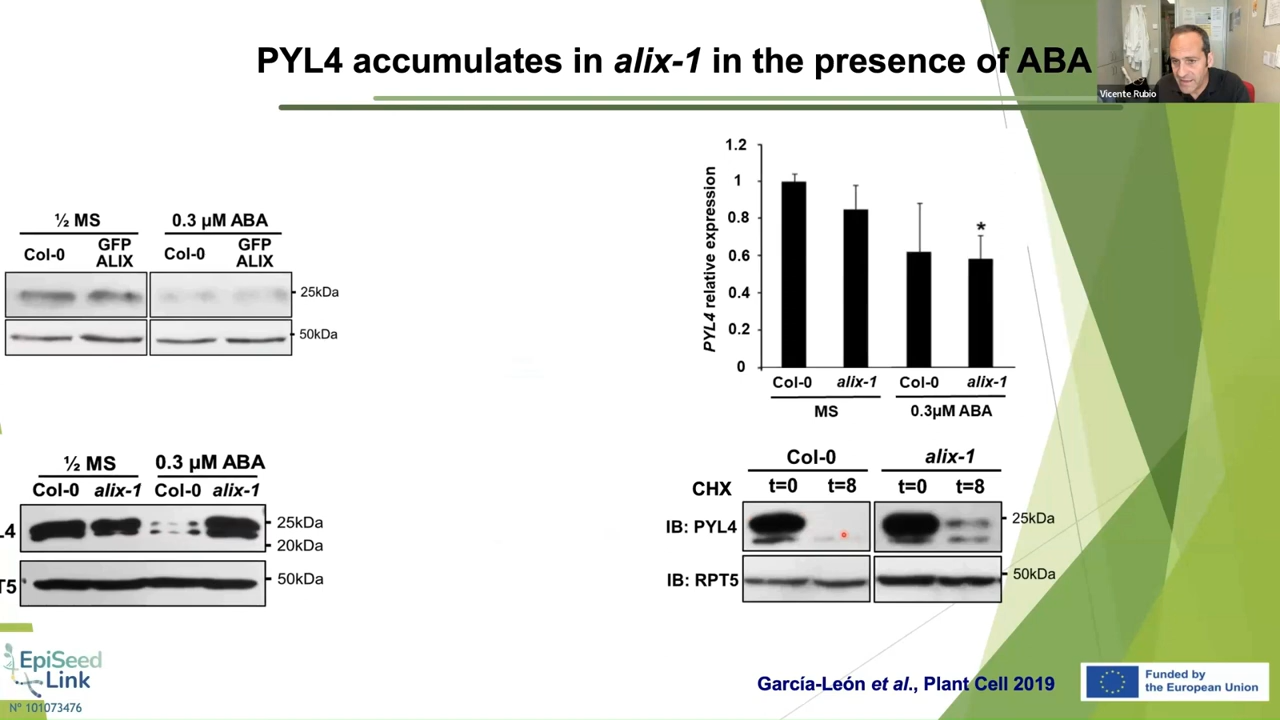 PYL4 accumulates in alix-1 in the presence of ABA
Vicente Rubio
½ MS 0.3 µM ABA
Col-0 GFP ALIX Col-0 GFP ALIX
25kDa
50kDa
½ MS 0.3 µM ABA
Col-0 alix-1 Col-0 alix-1
L4
25kDa
20kDa
T5
50kDa
PYL4 relative expression
1.2
1
0.8
0.6
0.4
0.2
0
*
Col-0 alix-1 Col-0 alix-1
MS 0.3µM ABA
Col-0 alix-1
CHX t=0 t=8 t=0 t=8
IB: PYL4 25kDa
IB: RPT5 50kDa
EpiSeed
Link
Nº 101073476
García-León et al., Plant Cell 2019
Funded by
the European Union